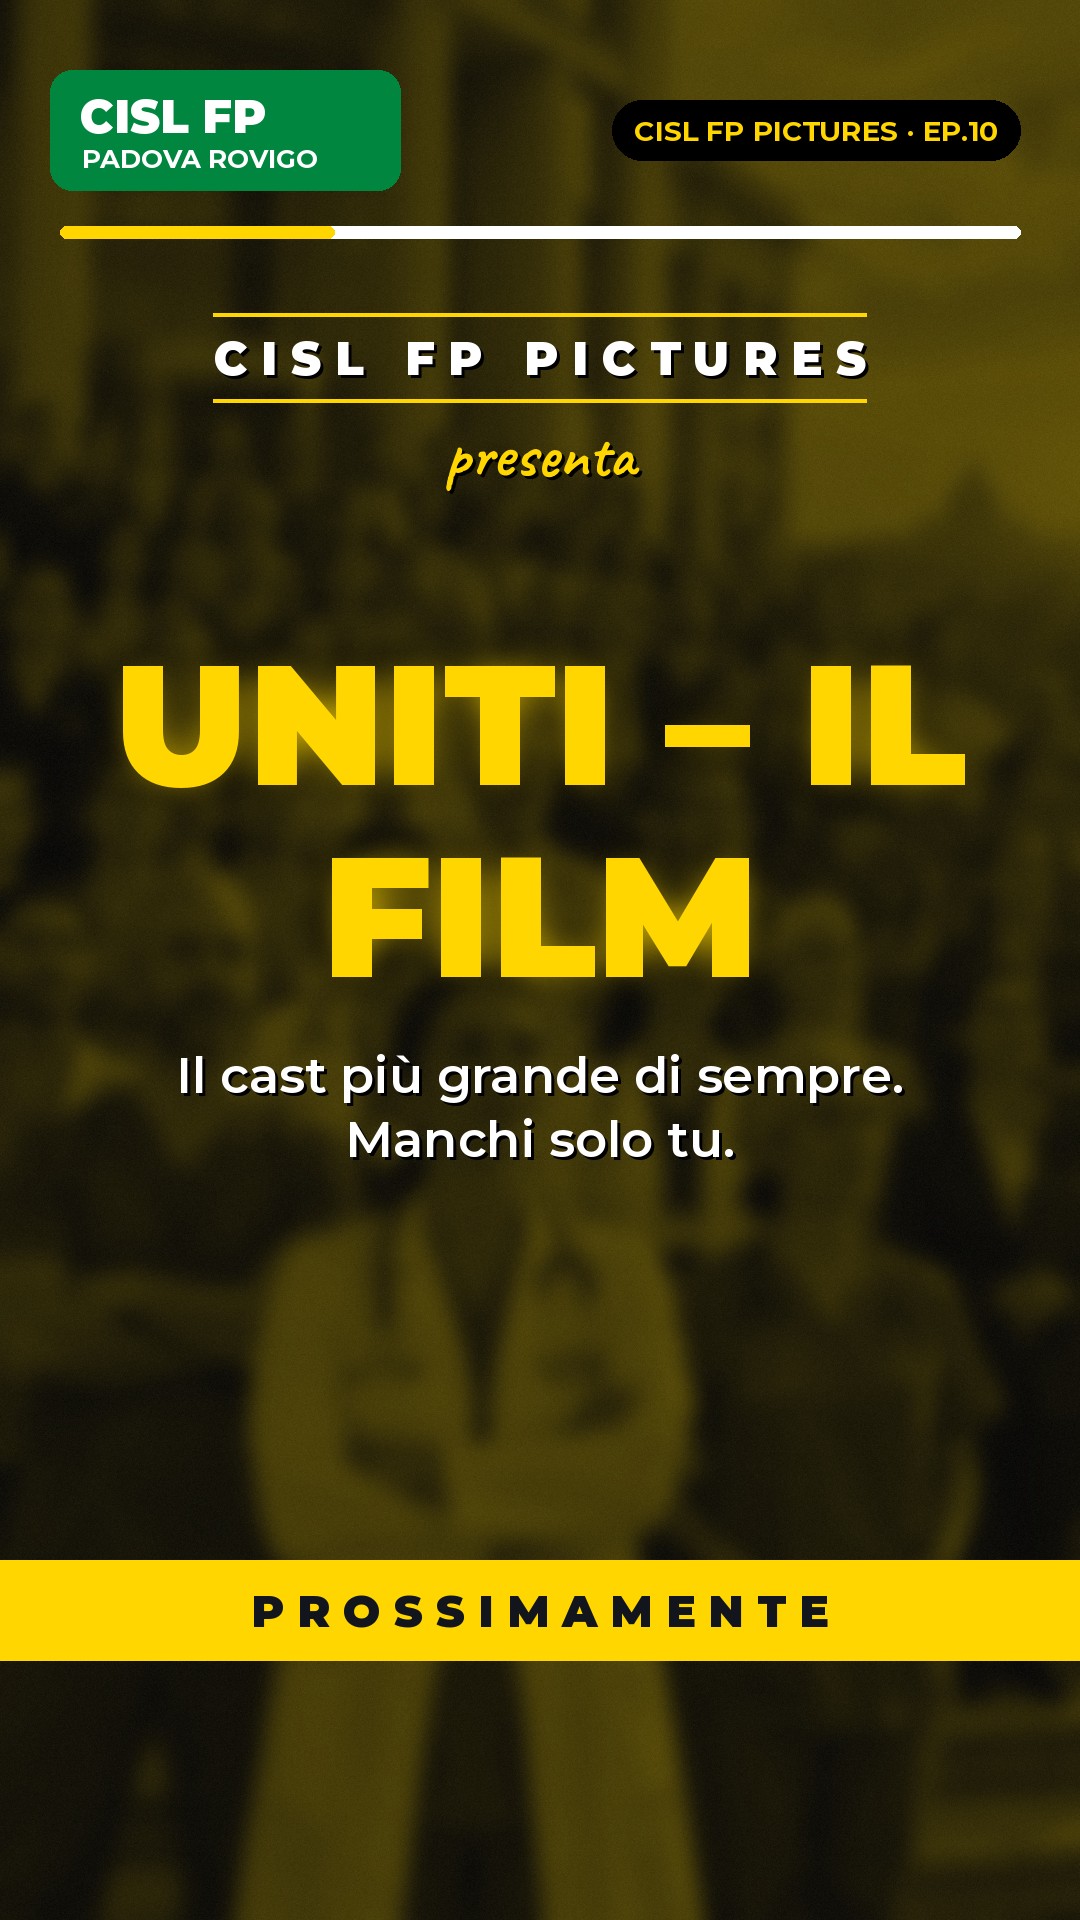 CISL FP
PADOVA ROVIGO
CISL FP PICTURES · EP.10
CISL FP PICTURES
presenta
UNITI – IL
FILM
Il cast più grande di sempre.
Manchi solo tu.
PROSSIMAMENTE